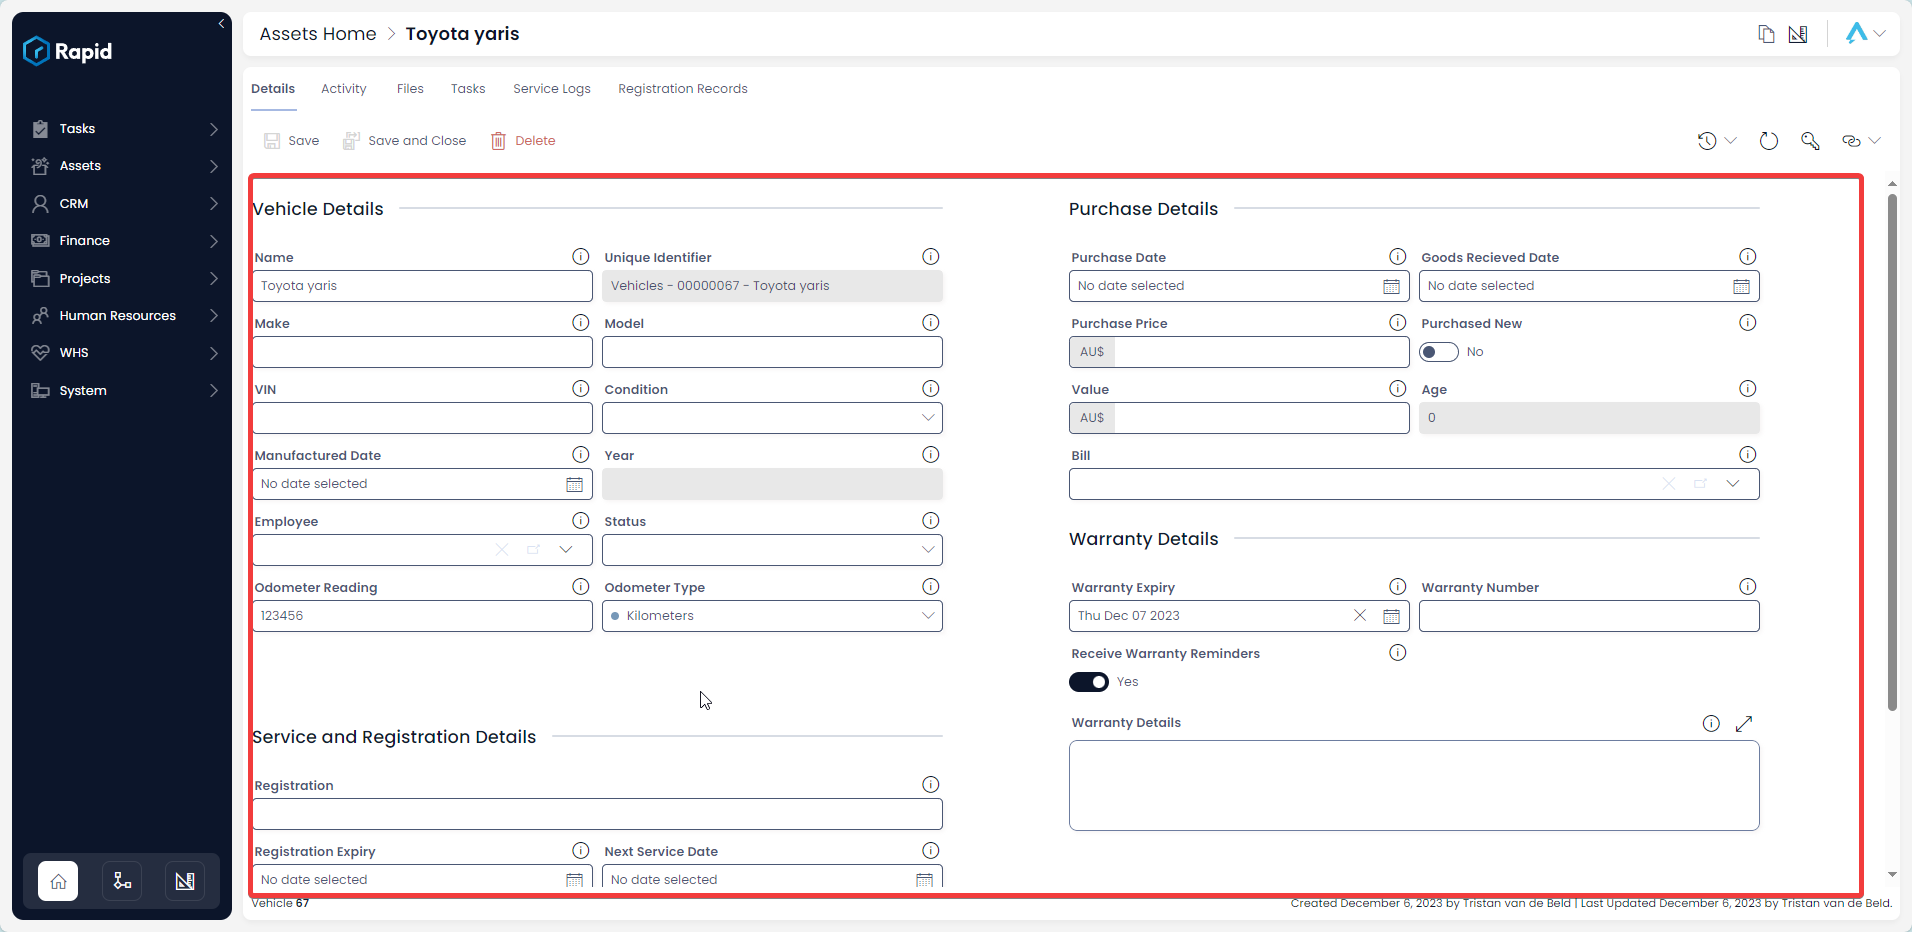 Rapid
Tasks
Assets
CRM
Finance
Projects
Human Resources
WHS
System
Assets Home > Toyota yaris
Details Activity Files Tasks Service Logs Registration Records
Save Save and Close Delete
Vehicle Details
Name Unique Identifier
Toyota yaris Vehicles - 00000067 - Toyota yaris
Make Model
VIN Condition
Manufactured Date Year
No date selected
Employee Status
Odometer Reading Odometer Type
123456 Kilometers
Service and Registration Details
Registration
Registration Expiry Next Service Date
No date selected No date selected
Purchase Details
Purchase Date Goods Recieved Date
No date selected No date selected
Purchase Price Purchased New
AU$ No
Value Age
AU$ 0
Bill
Warranty Details
Warranty Expiry Warranty Number
Thu Dec 07 2023
Receive Warranty Reminders
Yes
Warranty Details
Vehicle 67
Created December 6, 2023 by Tristan van de Beld | Last Updated December 6, 2023 by Tristan van de Beld.